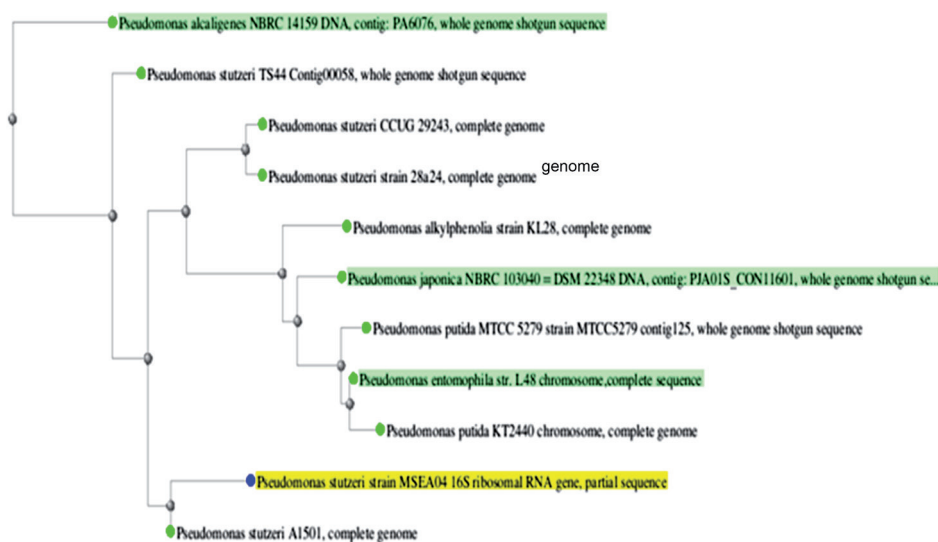 Pseudomonas alcaligenes NBRC 14159 DNA, contig: PA6076, whole genome shotgun sequence
Pseudomonas stutzeri TS44 Contig00058, whole genome shotgun sequence
Pseudomonas stutzeri CCUG 29243, complete genome
Pseudomonas stutzeri strain 28a24, complete genome genome
Pseudomonas alkylphenolia strain KL28, complete genome
Pseudomonas japonica NBRC 103040 = DSM 22348 DNA, contig: PJA01S_CON11601, whole genome shotgun se...
Pseudomonas putida MTCC 5279 strain MTCC5279 contig125, whole genome shotgun sequence
Pseudomonas entomophila str. L48 chromosome,complete sequence
Pseudomonas putida KT2440 chromosome, complete genome
Pseudomonas stutzeri strain MSEA04 16S ribosomal RNA gene, partial sequence
Pseudomonas stutzeri A1501, complete genome